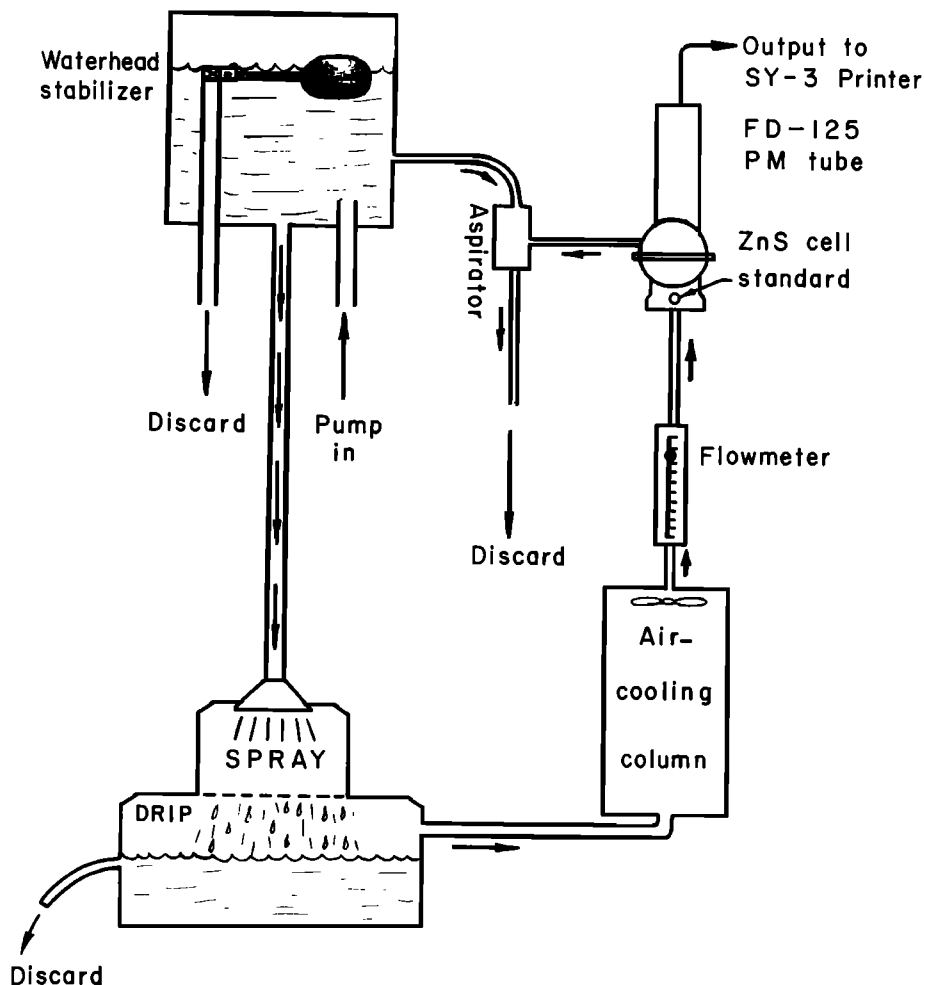 Waterhead
stabilizer
Output to
SY-3 Printer
FD-125
PM tube
Aspirator
ZnS cell
standard
Discard
Pump
in
Flowmeter
Discard
Air-
cooling
column
SPRAY
DRIP
Discard